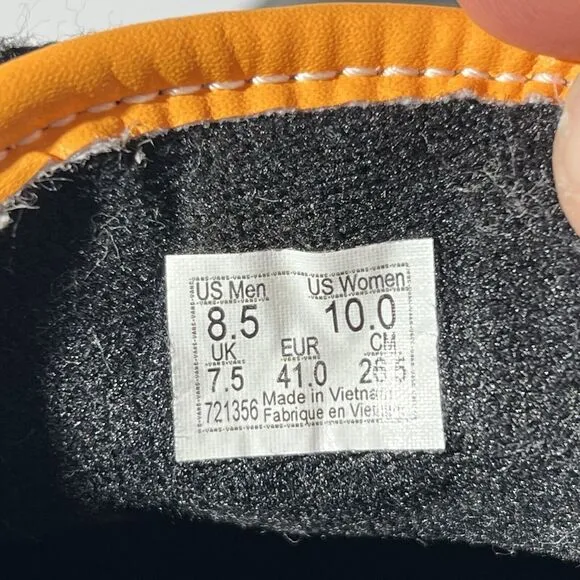 US Men US Women
8.5 10.0
UK EUR CM
7.5 41.0 26.5
721356 Made in Vietnam
Fabrique en Vietnam